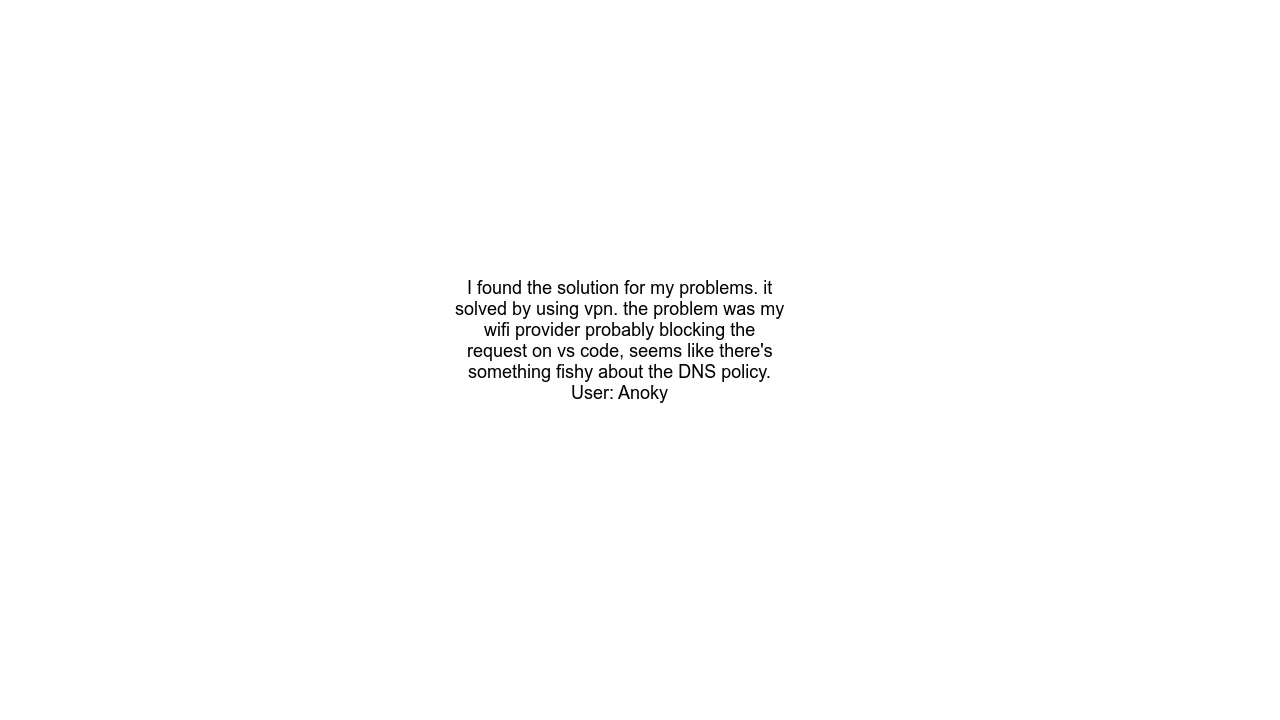 I found the solution for my problems. it
solved by using vpn. the problem was my
wifi provider probably blocking the
request on vs code, seems like there's
something fishy about the DNS policy.
User: Anoky